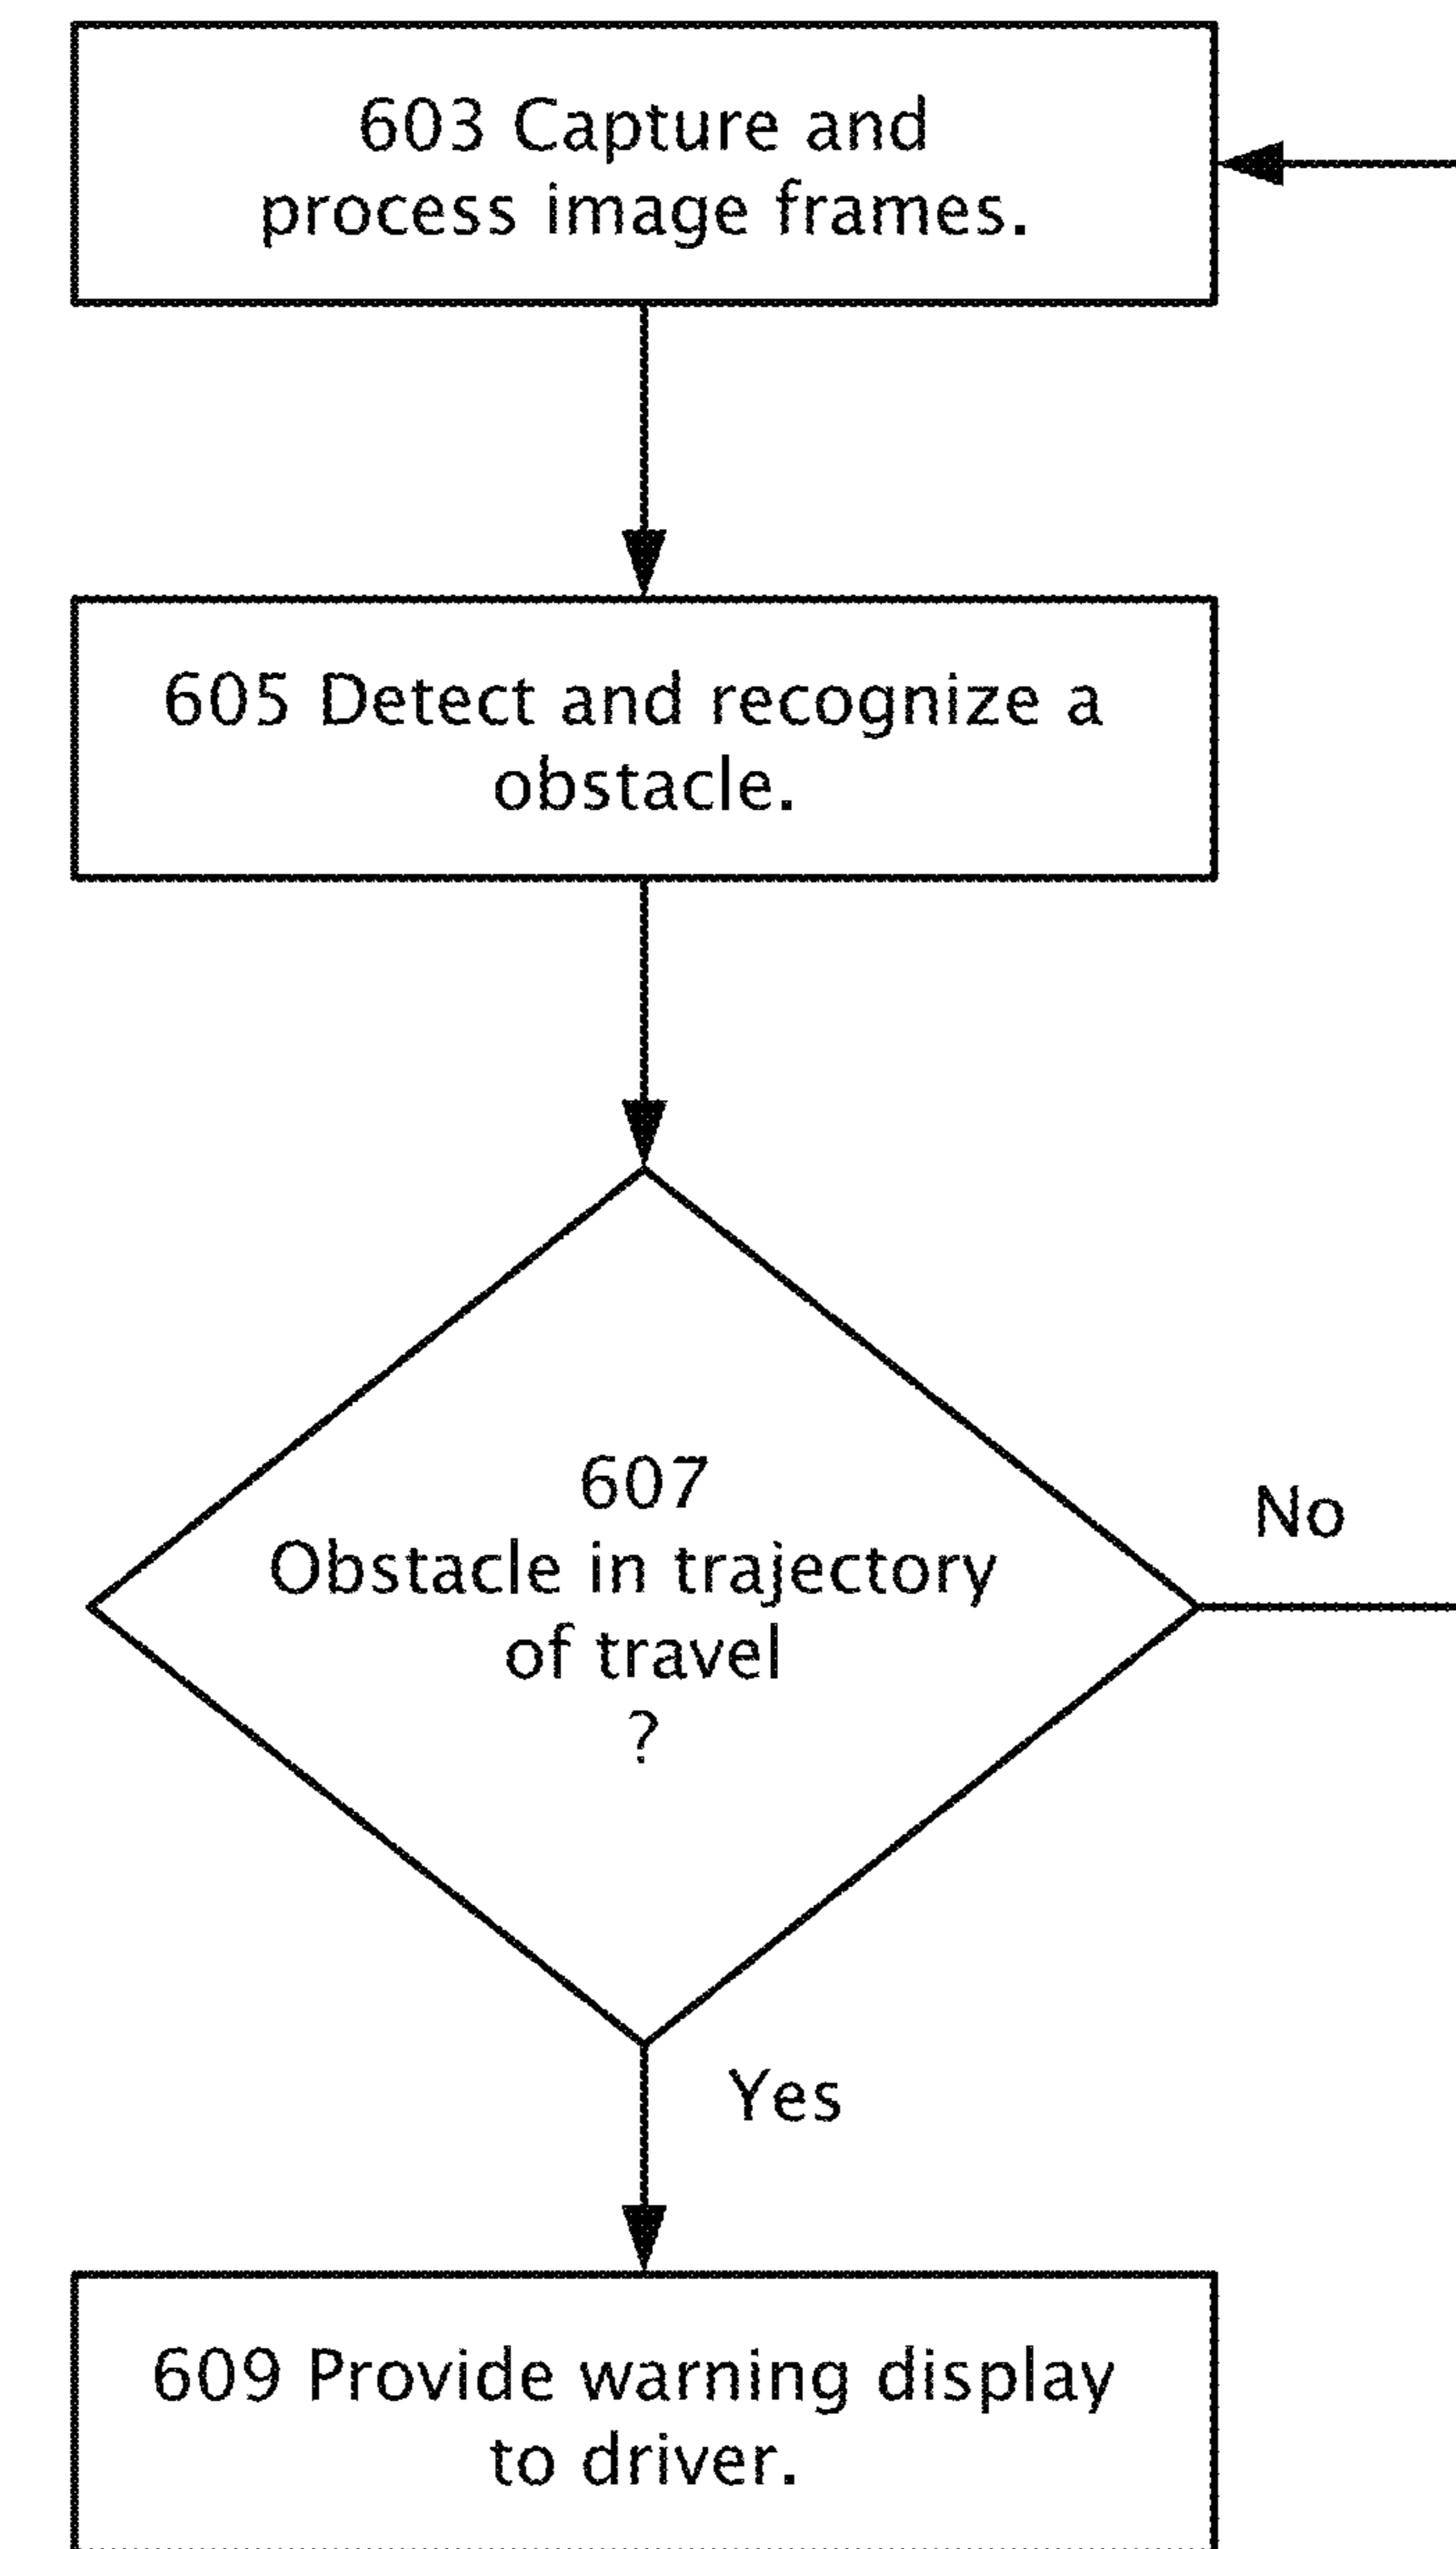 603 Capture and
process image frames.
605 Detect and recognize a
obstacle.
607
Obstacle in trajectory
of travel
?
No
Yes
609 Provide warning display
to driver.